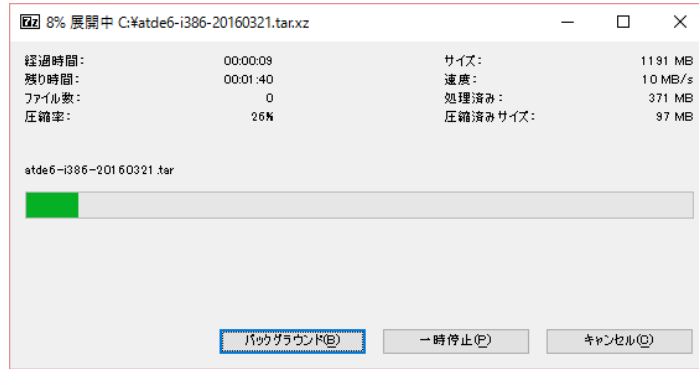 7z 8% 展開中 C:¥atde6-i386-20160321.tar.xz
経過時間: 00:00:09 サイズ: 1191 MB
残り時間: 00:01:40 速度: 10 MB/s
ファイル数: 0 処理済み: 371 MB
圧縮率: 26% 圧縮済みサイズ: 97 MB
atde6-i386-20160321.tar
バックグラウンド(B) 一時停止(P) キャンセル(C)